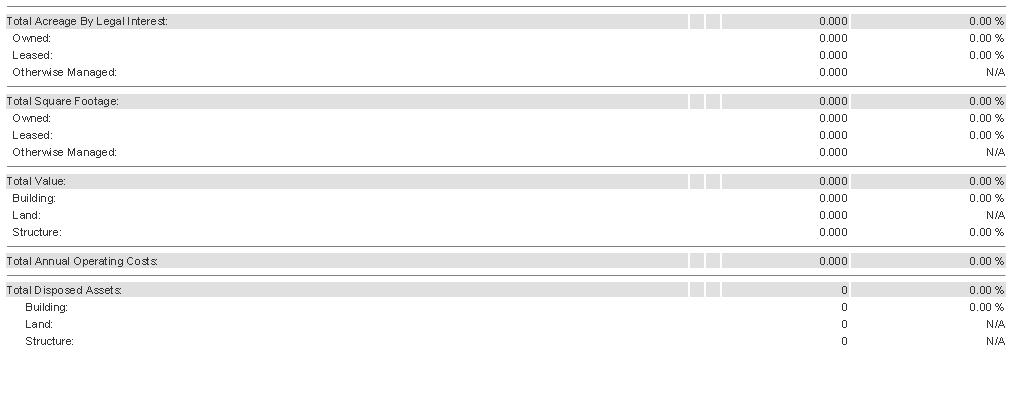 Total Acreage By Legal Interest: 0.000 0.00 %
Owned: 0.000 0.00 %
Leased: 0.000 0.00 %
Otherwise Managed: 0.000 N/A
Total Square Footage: 0.000 0.00 %
Owned: 0.000 0.00 %
Leased: 0.000 0.00 %
Otherwise Managed: 0.000 N/A
Total Value: 0.000 0.00 %
Building: 0.000 0.00 %
Land: 0.000 N/A
Structure: 0.000 0.00 %
Total Annual Operating Costs: 0.000 0.00 %
Total Disposed Assets: 0 0.00 %
Building: 0 0.00 %
Land: 0 N/A
Structure: 0 N/A